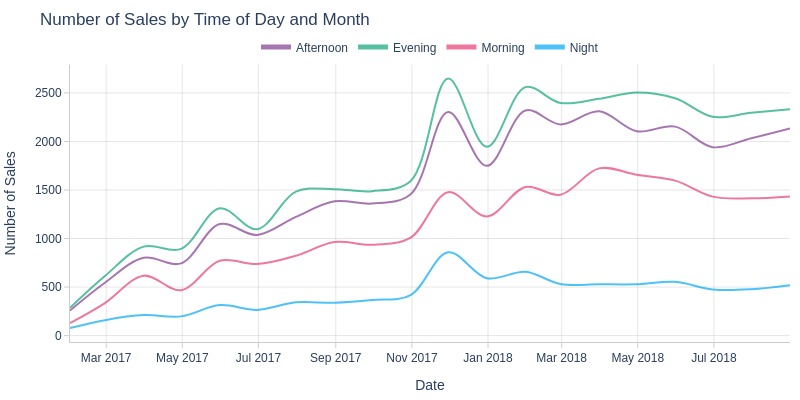 Number of Sales by Time of Day and Month
Afternoon Evening Morning Night
Number of Sales
2500
2000
1500
1000
500
0
Mar 2017 May 2017 Jul 2017 Sep 2017 Nov 2017 Jan 2018 Mar 2018 May 2018 Jul 2018
Date